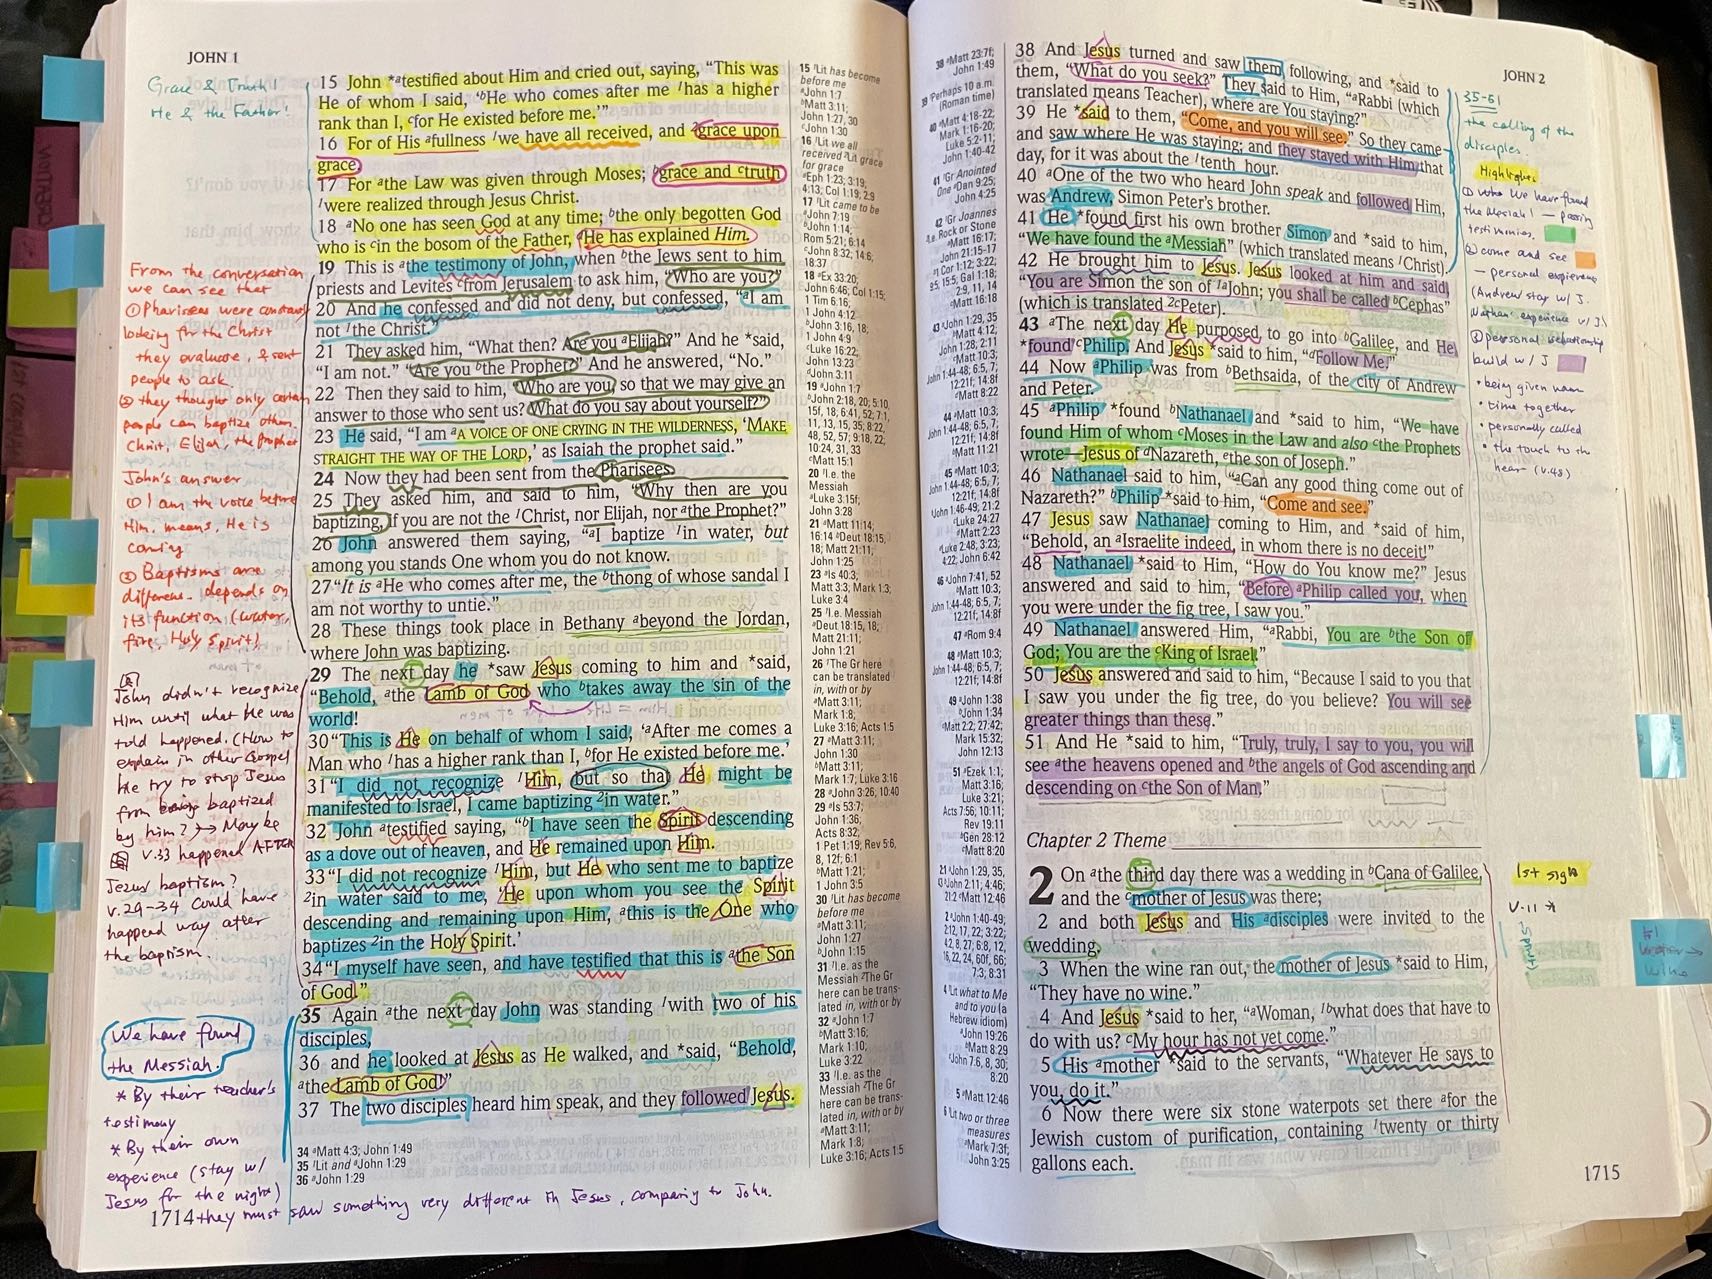 JOHN 1
Grace & Truth!
He & the Father!
15 John *ᵃtestified about Him and cried out, saying, “This was
He of whom I said, ‘ᵇHe who comes after me ¹has a higher
rank than I, ᶜfor He existed before me.’”
16 For of His ᵃfullness ¹we have all received, and ²grace upon
grace.
17 For ᵃthe Law was given through Moses; ᵇgrace and ᶜtruth
¹were realized through Jesus Christ.
18 ᵃNo one has seen God at any time; ᵇthe only begotten God
who is ᶜin the bosom of the Father, He has explained Him.
19 This is ᵃthe testimony of John, when ᵇthe Jews sent to him
priests and Levites ᶜfrom Jerusalem to ask him, “Who are you?”
20 And he confessed and did not deny, but confessed, “ᵃI am
not ¹the Christ.”
21 They asked him, “What then? Are you ᵃElijah?” And he *said,
“I am not.” “Are you ᵇthe Prophet?” And he answered, “No.”
22 Then they said to him, “Who are you, so that we may give an
answer to those who sent us? What do you say about yourself?”
23 He said, “I am ᵃA VOICE OF ONE CRYING IN THE WILDERNESS, ‘MAKE
STRAIGHT THE WAY OF THE LORD,’ as Isaiah the prophet said.”
24 Now they had been sent from the Pharisees.
25 They asked him, and said to him, “Why then are you
baptizing, if you are not the ¹Christ, nor Elijah, nor ᵃthe Prophet?”
26 John answered them saying, “ᵃI baptize ¹in water, but
among you stands One whom you do not know.
27 “It is ᵃHe who comes after me, the ᵇthong of whose sandal I
am not worthy to untie.”
28 These things took place in Bethany ᵃbeyond the Jordan,
where John was baptizing.
29 The next day he *saw Jesus coming to him and *said,
“Behold, ᵃthe Lamb of God who ᵇtakes away the sin of the
world!
30 “This is He on behalf of whom I said, ‘ᵃAfter me comes a
Man who ¹has a higher rank than I, ᵇfor He existed before me.’
31 “I did not recognize ¹Him, but so that He might be
manifested to Israel, I came baptizing ²in water.”
32 John ᵃtestified saying, “ᵇI have seen the Spirit descending
as a dove out of heaven, and He remained upon Him.
33 “I did not recognize ¹Him, but He who sent me to baptize
²in water said to me, ‘He upon whom you see the Spirit
descending and remaining upon Him, ᵃthis is the One who
baptizes ²in the Holy Spirit.’
34 “I myself have seen, and have testified that this is ᵃthe Son
of God.”
35 Again ᵃthe next day John was standing ¹with two of his
disciples,
36 and he looked at Jesus as He walked, and *said, “Behold,
ᵃthe Lamb of God!”
37 The two disciples heard him speak, and they followed Jesus.
34 ᵃMatt 4:3; John 1:49
35 ¹Lit and ᵃJohn 1:29
36 ᵃJohn 1:29
From the conversation
we can see that
① Pharisees were constant
looking for the Christ
they evaluate, & sent
people to ask.
② they thought only certain
people can baptize others.
Christ, Elijah, the prophet
John's answer
① I am the voice before
Him. means, He is
coming
② Baptisms are
different. depends on
its function (water,
fire, Holy Spirit)
John didn't recognize
Him until what He was
told happened. (How to
explain in other Gospel
he try to stop Jesus
from being baptized
by him? → Maybe
v.33 happened AFTER
Jesus baptism?
v.29-34 could have
happend way after
the baptism.
We have found
the Messiah.
* By their teacher's
testimony
* By their own
experience (stay w/
Jesus for the night)
they must saw something very different in Jesus, comparing to John.
1714
15 ¹Lit has become
before me
ᵃJohn 1:7
ᵇMatt 3:11;
John 1:27, 30
ᶜJohn 1:30
16 ¹Lit we all
received ²Lit grace
for grace
ᵃEph 1:23; 3:19;
4:13; Col 1:19; 2:9
17 ¹Lit came to be
ᵃJohn 7:19
ᵇJohn 1:14;
Rom 5:21; 6:14
ᶜJohn 8:32; 14:6;
18:37
18 ᵃEx 33:20;
John 6:46; Col 1:15;
1 Tim 6:16;
1 John 4:12
ᵇJohn 3:16, 18;
1 John 4:9
ᶜLuke 16:22;
John 13:23
ᵈJohn 3:11
19 ᵃJohn 1:7
ᵇJohn 2:18, 20; 5:10,
15f, 18; 6:41, 52; 7:1,
11, 13, 15, 35; 8:22,
48, 52, 57; 9:18, 22;
10:24, 31, 33
ᶜMatt 15:1
20 ¹I.e. the
Messiah
ᵃLuke 3:15f;
John 3:28
21 ᵃMatt 11:14;
16:14 ᵇDeut 18:15,
18; Matt 21:11;
John 1:25
23 ᵃIs 40:3;
Matt 3:3; Mark 1:3;
Luke 3:4
25 ¹I.e. Messiah
ᵃDeut 18:15, 18;
Matt 21:11;
John 1:21
26 ¹The Gr here
can be translated
in, with or by
ᵃMatt 3:11;
Mark 1:8;
Luke 3:16; Acts 1:5
27 ᵃMatt 3:11;
John 1:30
ᵇMatt 3:11;
Mark 1:7; Luke 3:16
28 ᵃJohn 3:26; 10:40
29 ᵃIs 53:7;
John 1:36;
Acts 8:32;
1 Pet 1:19; Rev 5:6,
8, 12f; 6:1
ᵇMatt 1:21;
1 John 3:5
30 ¹Lit has become
before me
ᵃMatt 3:11;
John 1:27
ᵇJohn 1:15
31 ¹I.e. as the
Messiah ²The Gr
here can be trans-
lated in, with or by
32 ᵃJohn 1:7
ᵇMatt 3:16;
Mark 1:10;
Luke 3:22
33 ¹I.e. as the
Messiah ²The Gr
here can be trans-
lated in, with or by
ᵃMatt 3:11;
Mark 1:8;
Luke 3:16; Acts 1:5
JOHN 2
38 ᵃMatt 23:7f;
John 1:49
39 ¹Perhaps 10 a.m.
(Roman time)
40 ᵃMatt 4:18-22;
Mark 1:16-20;
Luke 5:2-11;
John 1:40-42
41 ¹Gr Anointed
One ᵃDan 9:25;
John 4:25
42 ¹Gr Joannes
²I.e. Rock or Stone
ᵃMatt 16:17;
John 21:15-17
ᵇ1 Cor 1:12; 3:22;
9:5; 15:5; Gal 1:18;
2:9, 11, 14
ᶜMatt 16:18
43 ᵃJohn 1:29, 35
ᵇMatt 4:12;
John 1:28; 2:11
ᶜMatt 10:3;
John 1:44-48; 6:5, 7;
12:21f; 14:8f
ᵈMatt 8:22
44 ᵃMatt 10:3;
John 1:44-48; 6:5, 7;
12:21f; 14:8f
ᵇMatt 11:21
45 ᵃMatt 10:3;
John 1:44-48; 6:5, 7;
12:21f; 14:8f
ᵇJohn 1:46-49; 21:2
ᶜLuke 24:27
ᵈMatt 2:23
ᵉLuke 2:48; 3:23;
4:22; John 6:42
46 ᵃJohn 7:41, 52
ᵇMatt 10:3;
John 1:44-48; 6:5, 7;
12:21f; 14:8f
47 ᵃRom 9:4
48 ᵃMatt 10:3;
John 1:44-48; 6:5, 7;
12:21f; 14:8f
49 ᵃJohn 1:38
ᵇJohn 1:34
ᶜMatt 2:2; 27:42;
Mark 15:32;
John 12:13
51 ᵃEzek 1:1;
Matt 3:16;
Luke 3:21;
Acts 7:56; 10:11;
Rev 19:11
ᵇGen 28:12
ᶜMatt 8:20
2:1 ᵃJohn 1:29, 35,
43 ᵇJohn 2:11; 4:46;
21:2 ᶜMatt 12:46
2 ᵃJohn 1:40-49;
2:12, 17, 22; 3:22;
4:2, 8, 27; 6:8, 12,
16, 22, 24, 60f, 66;
7:3; 8:31
4 ¹Lit what to Me
and to you (a
Hebrew idiom)
ᵃJohn 19:26
ᵇMatt 8:29
ᶜJohn 7:6, 8, 30;
8:20
5 ᵃMatt 12:46
6 ¹Lit two or three
measures
ᵃMark 7:3f;
John 3:25
38 And Jesus turned and saw them following, and *said to
them, “What do you seek?” They said to Him, “ᵃRabbi (which
translated means Teacher), where are You staying?”
39 He *said to them, “Come, and you will see.” So they came
and saw where He was staying; and they stayed with Him that
day, for it was about the ¹tenth hour.
40 ᵃOne of the two who heard John speak and followed Him,
was Andrew, Simon Peter’s brother.
41 He *found first his own brother Simon and *said to him,
“We have found the ᵃMessiah” (which translated means ¹Christ).
42 He brought him to Jesus. Jesus looked at him and said,
“You are Simon the son of ¹ᵃJohn; you shall be called ᵇCephas”
(which is translated ²ᶜPeter).
43 ᵃThe next day He purposed to go into ᵇGalilee, and He
*found ᶜPhilip. And Jesus *said to him, “ᵈFollow Me.”
44 Now ᵃPhilip was from ᵇBethsaida, of the city of Andrew
and Peter.
45 ᵃPhilip *found ᵇNathanael and *said to him, “We have
found Him of whom ᶜMoses in the Law and also ᶜthe Prophets
wrote—Jesus of ᵈNazareth, ᵉthe son of Joseph.”
46 Nathanael said to him, “ᵃCan any good thing come out of
Nazareth?” ᵇPhilip *said to him, “Come and see.”
47 Jesus saw Nathanael coming to Him, and *said of him,
“Behold, an ᵃIsraelite indeed, in whom there is no deceit!”
48 Nathanael *said to Him, “How do You know me?” Jesus
answered and said to him, “Before ᵃPhilip called you, when
you were under the fig tree, I saw you.”
49 Nathanael answered Him, “ᵃRabbi, You are ᵇthe Son of
God; You are the ᶜKing of Israel.”
50 Jesus answered and said to him, “Because I said to you that
I saw you under the fig tree, do you believe? You will see
greater things than these.”
51 And He *said to him, “Truly, truly, I say to you, you will
see ᵃthe heavens opened and ᵇthe angels of God ascending and
descending on ᶜthe Son of Man.”
Chapter 2 Theme
2 On ᵃthe third day there was a wedding in ᵇCana of Galilee,
and the ᶜmother of Jesus was there;
2 and both Jesus and His ᵃdisciples were invited to the
wedding.
3 When the wine ran out, the mother of Jesus *said to Him,
“They have no wine.”
4 And Jesus *said to her, “ᵃWoman, ¹ᵇwhat does that have to
do with us? ᶜMy hour has not yet come.”
5 His ᵃmother *said to the servants, “Whatever He says to
you, do it.”
6 Now there were six stone waterpots set there ᵃfor the
Jewish custom of purification, containing ¹twenty or thirty
gallons each.
35-51
the calling of the
disciples.
Highlights
① who we have found
the Messiah! — passing
testimonies.
② come and see
— personal experience
(Andrew stay w/ J.
Nathan' experience w/ J)
③ personal relationship
build w/ J
• being given name
• time together
• personally called
• the touch to the
hear (v.48)
1st sign
v.11 *
1715